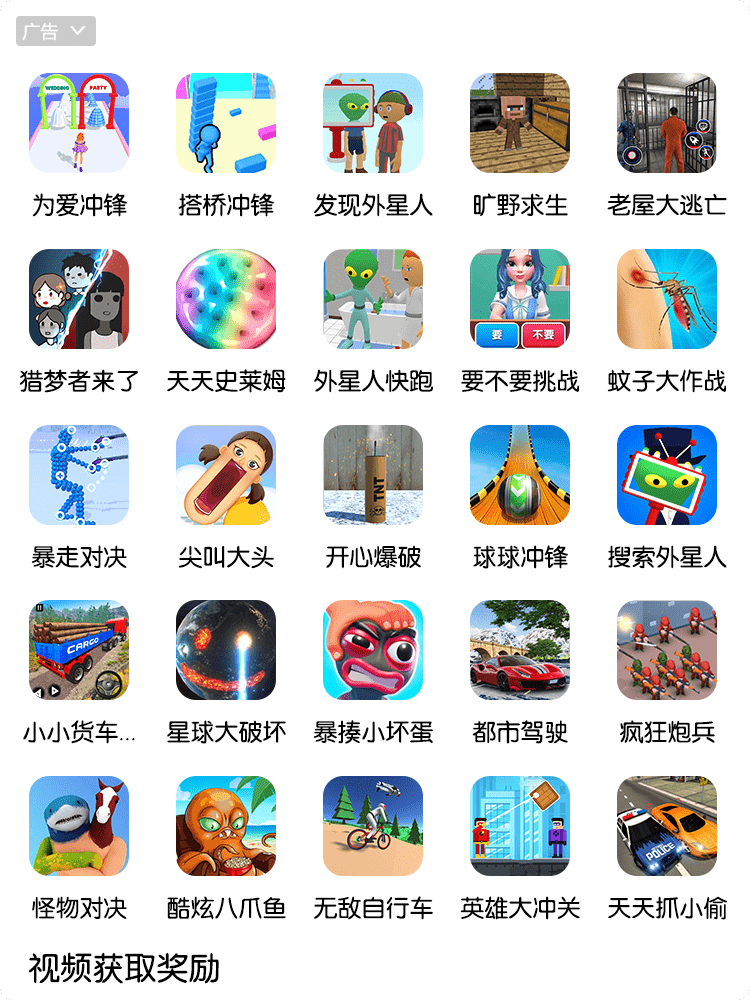 广告
WEDDING PARTY
为爱冲锋 搭桥冲锋 发现外星人 旷野求生 老屋大逃亡
要 不要
猎梦者来了 天天史莱姆 外星人快跑 要不要挑战 蚊子大作战
TNT
暴走对决 尖叫大头 开心爆破 球球冲锋 搜索外星人
CARGO
小小货车... 星球大破坏 暴揍小坏蛋 都市驾驶 疯狂炮兵
POLICE
怪物对决 酷炫八爪鱼 无敌自行车 英雄大冲关 天天抓小偷
视频获取奖励